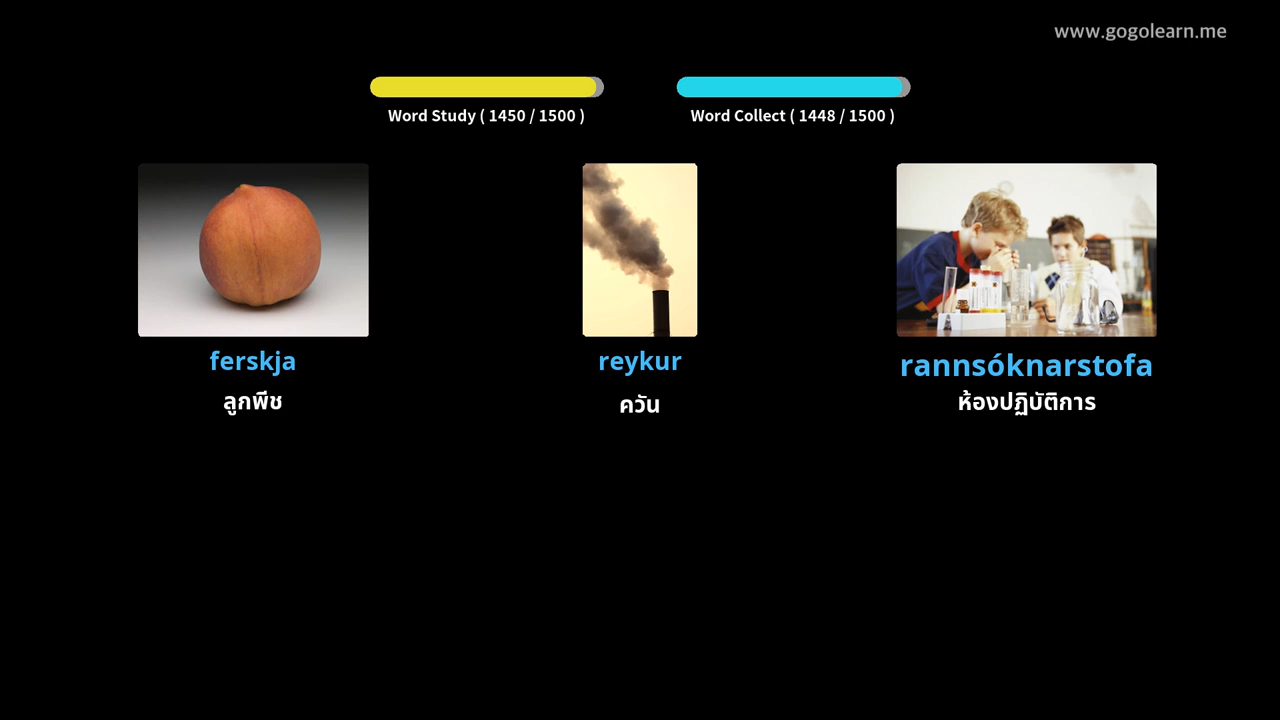 www.gogolearn.me
Word Study ( 1450 / 1500 )
Word Collect ( 1448 / 1500 )
ferskja
reykur
rannsóknarstofa
ลูกพีช
ควัน
ห้องปฏิบัติการ